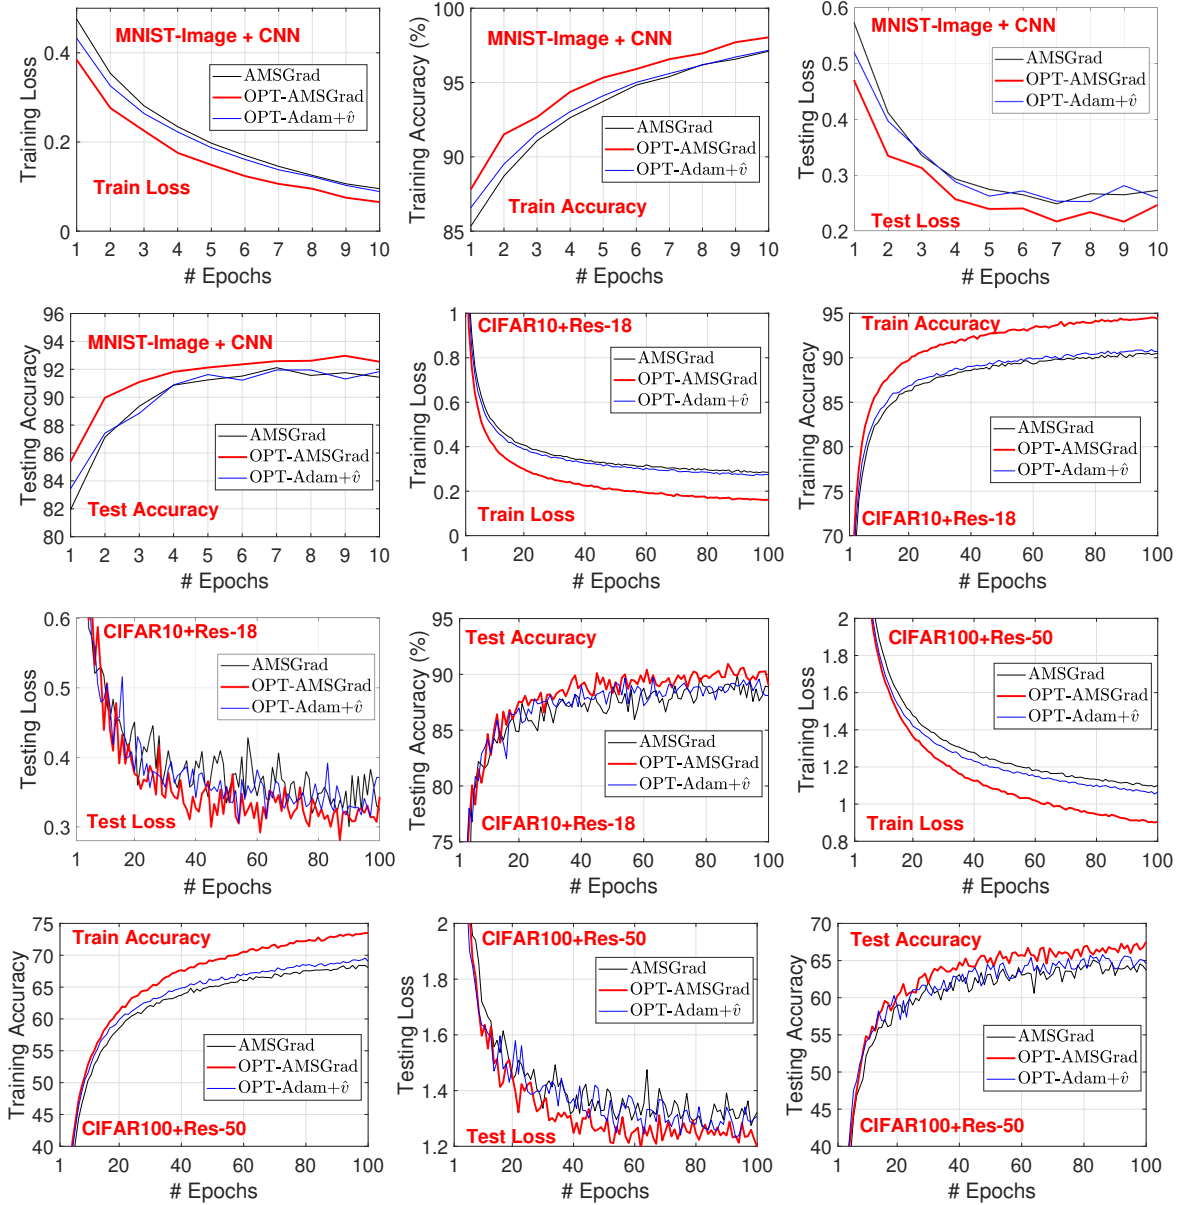 MNIST-Image + CNN
AMSGrad
OPT-AMSGrad
OPT-Adam+v̂
Train Loss
Training Loss
0.4
0.2
0
1 2 3 4 5 6 7 8 9 10
# Epochs
MNIST-Image + CNN
AMSGrad
OPT-AMSGrad
OPT-Adam+v̂
Train Accuracy
Training Accuracy (%)
100
95
90
85
1 2 3 4 5 6 7 8 9 10
# Epochs
MNIST-Image + CNN
AMSGrad
OPT-AMSGrad
OPT-Adam+v̂
Test Loss
Testing Loss
0.6
0.5
0.4
0.3
0.2
1 2 3 4 5 6 7 8 9 10
# Epochs
MNIST-Image + CNN
AMSGrad
OPT-AMSGrad
OPT-Adam+v̂
Test Accuracy
Testing Accuracy
96
94
92
90
88
86
84
82
80
1 2 3 4 5 6 7 8 9 10
# Epochs
CIFAR10+Res-18
AMSGrad
OPT-AMSGrad
OPT-Adam+v̂
Train Loss
Training Loss
1
0.8
0.6
0.4
0.2
0
1 20 40 60 80 100
# Epochs
Train Accuracy
AMSGrad
OPT-AMSGrad
OPT-Adam+v̂
CIFAR10+Res-18
Training Accuracy
95
90
85
80
75
70
1 20 40 60 80 100
# Epochs
CIFAR10+Res-18
AMSGrad
OPT-AMSGrad
OPT-Adam+v̂
Test Loss
Testing Loss
0.6
0.5
0.4
0.3
1 20 40 60 80 100
# Epochs
Test Accuracy
AMSGrad
OPT-AMSGrad
OPT-Adam+v̂
CIFAR10+Res-18
Testing Accuracy (%)
95
90
85
80
75
1 20 40 60 80 100
# Epochs
CIFAR100+Res-50
AMSGrad
OPT-AMSGrad
OPT-Adam+v̂
Train Loss
Training Loss
2
1.8
1.6
1.4
1.2
1
0.8
1 20 40 60 80 100
# Epochs
Train Accuracy
AMSGrad
OPT-AMSGrad
OPT-Adam+v̂
CIFAR100+Res-50
Training Accuracy
75
70
65
60
55
50
45
40
1 20 40 60 80 100
# Epochs
CIFAR100+Res-50
AMSGrad
OPT-AMSGrad
OPT-Adam+v̂
Test Loss
Testing Loss
2
1.8
1.6
1.4
1.2
1 20 40 60 80 100
# Epochs
Test Accuracy
AMSGrad
OPT-AMSGrad
OPT-Adam+v̂
CIFAR100+Res-50
Testing Accuracy
70
65
60
55
50
45
40
1 20 40 60 80 100
# Epochs